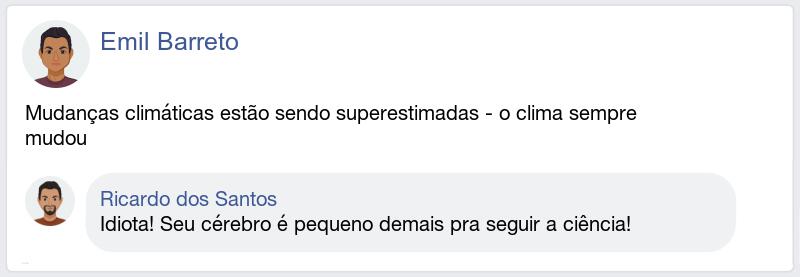 Emil Barreto
Mudanças climáticas estão sendo superestimadas - o clima sempre
mudou
Ricardo dos Santos
Idiota! Seu cérebro é pequeno demais pra seguir a ciência!